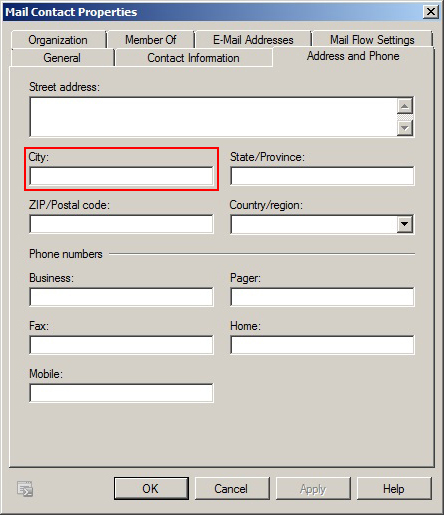 Mail Contact Properties
Organization Member Of E-Mail Addresses Mail Flow Settings
General Contact Information Address and Phone
Street address:
City: State/Province:
ZIP/Postal code: Country/region:
Phone numbers
Business: Pager:
Fax: Home:
Mobile:
OK Cancel Apply Help